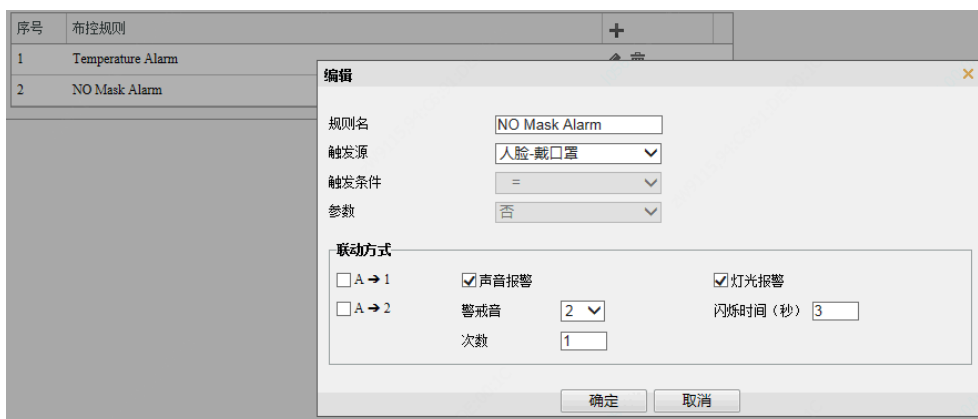 序号 布控规则
1 Temperature Alarm
2 NO Mask Alarm
编辑
规则名 NO Mask Alarm
触发源 人脸-戴口罩
触发条件 =
参数 否
联动方式
A➔1 声音报警 灯光报警
A➔2 警戒音 2 闪烁时间（秒） 3
次数 1
确定 取消